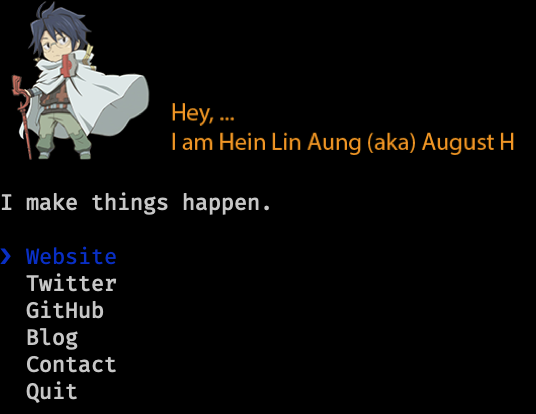 Hey, ...
I am Hein Lin Aung (aka) August H
I make things happen.
❯ Website
Twitter
GitHub
Blog
Contact
Quit